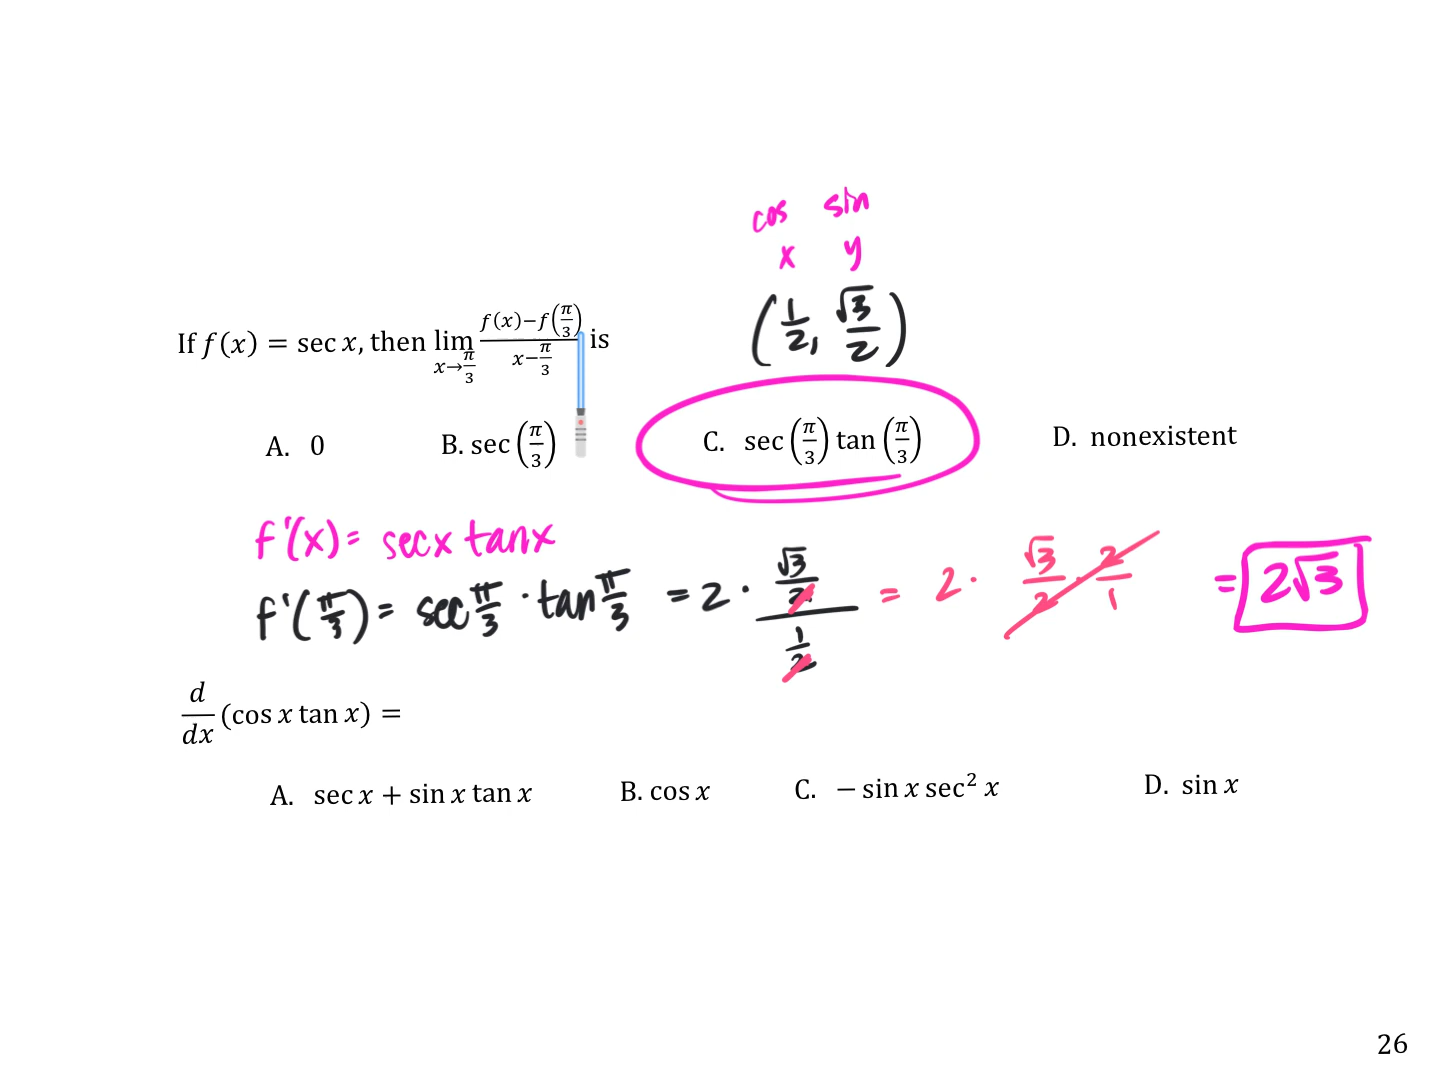 cos sin
x y
(1/2, √3/2)
If f(x) = sec x, then lim x→π/3 (f(x)−f(π/3))/(x−π/3) is
A. 0 B. sec(π/3) C. sec(π/3) tan(π/3) D. nonexistent
f'(x) = secx tanx
f'(π/3) = sec π/3 · tan π/3 = 2 · (√3/2)/(1/2) = 2 · √3/2 · 2/1 = 2√3
d/dx (cos x tan x) =
A. sec x + sin x tan x B. cos x C. − sin x sec² x D. sin x
26